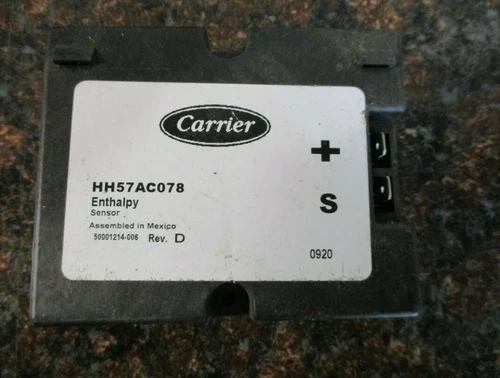 Carrier
+
HH57AC078
Enthalpy
Sensor
S
Assembled in Mexico
50001214-006 Rev. D
0920